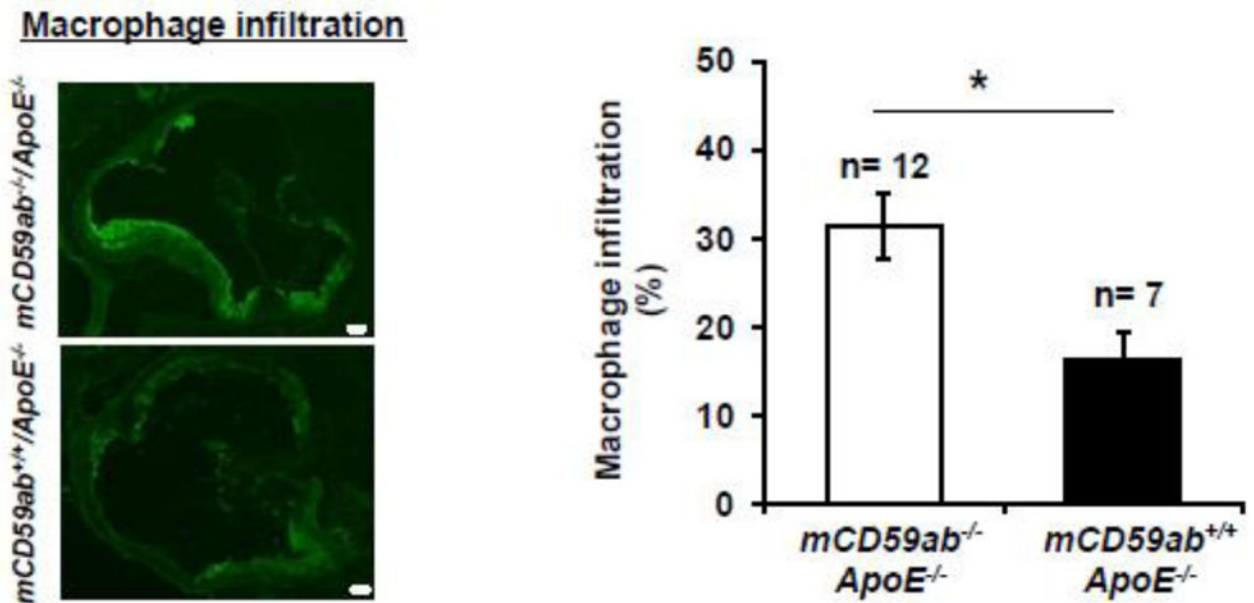 Macrophage infiltration
mCD59ab-/-/ApoE-/-
mCD59ab+/+/ApoE-/-
Macrophage infiltration
(%)
50
40
30
20
10
0
*
n= 12
n= 7
mCD59ab-/-
ApoE-/-
mCD59ab+/+
ApoE-/-